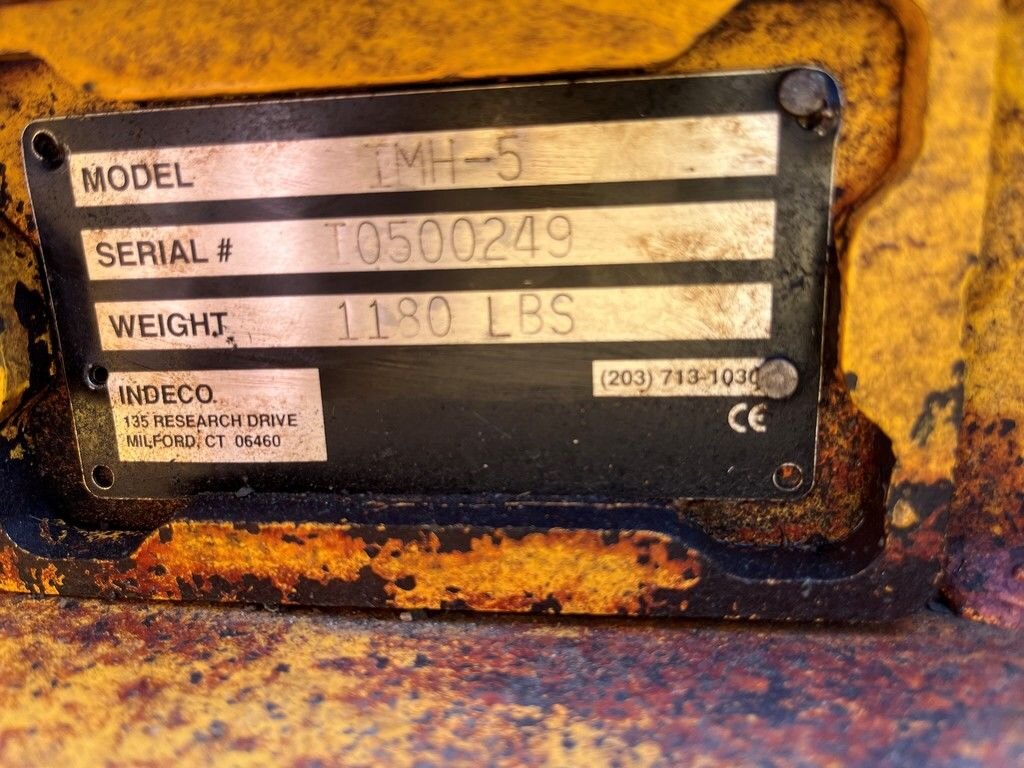 MODEL IMH-5
SERIAL # T0500249
WEIGHT 1180 LBS
INDECO
135 RESEARCH DRIVE
MILFORD, CT 06460
(203) 713-1030
CE